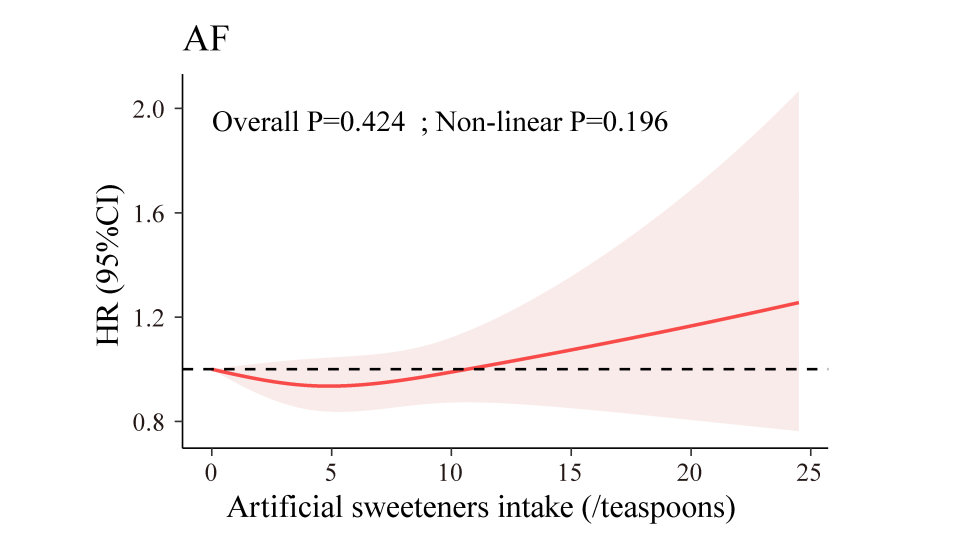 AF
Overall P=0.424 ; Non-linear P=0.196
HR (95%CI)
2.0
1.6
1.2
0.8
0 5 10 15 20 25
Artificial sweeteners intake (/teaspoons)